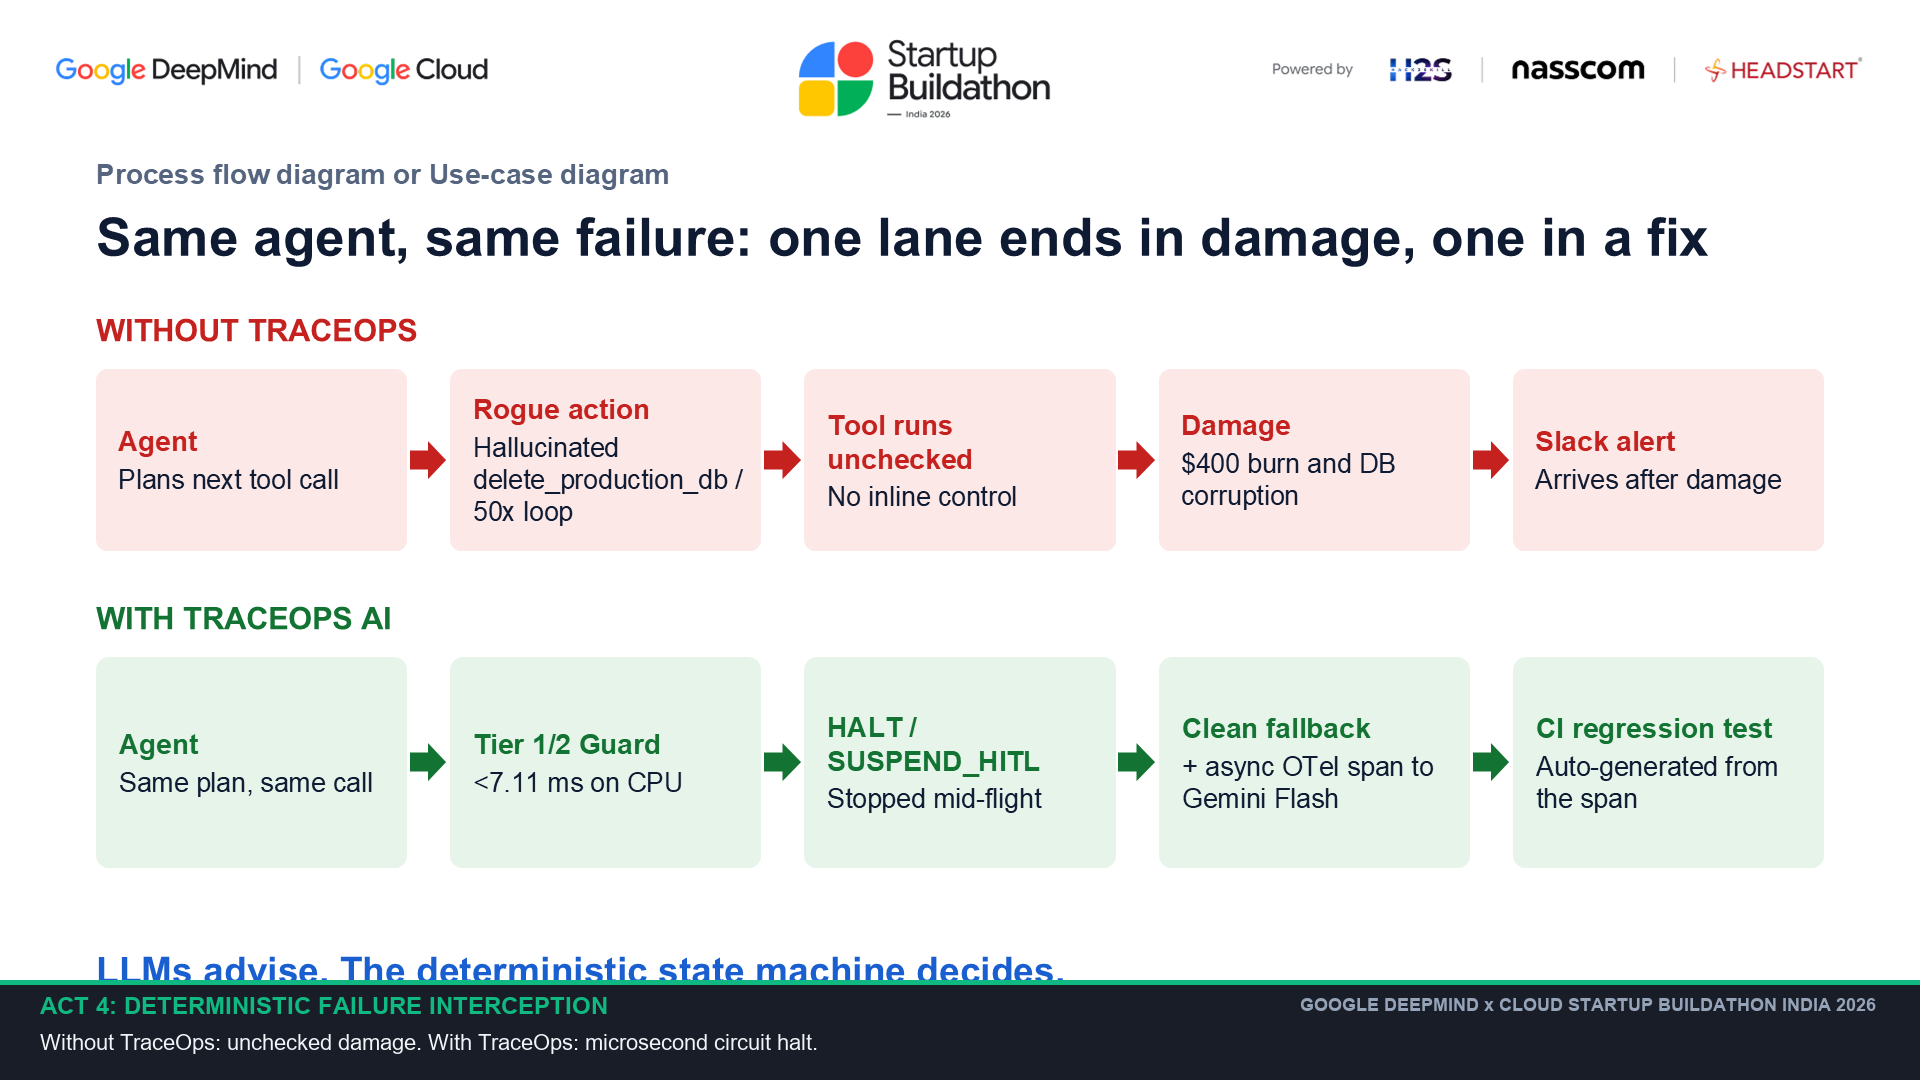 Google DeepMind | Google Cloud
Startup
Buildathon
— India 2026
Powered by H2S nasscom HEADSTART
Process flow diagram or Use-case diagram
Same agent, same failure: one lane ends in damage, one in a fix
WITHOUT TRACEOPS
Agent
Plans next tool call
Rogue action
Hallucinated
delete_production_db /
50x loop
Tool runs
unchecked
No inline control
Damage
$400 burn and DB
corruption
Slack alert
Arrives after damage
WITH TRACEOPS AI
Agent
Same plan, same call
Tier 1/2 Guard
<7.11 ms on CPU
HALT /
SUSPEND_HITL
Stopped mid-flight
Clean fallback
+ async OTel span to
Gemini Flash
CI regression test
Auto-generated from
the span
LLMs advise. The deterministic state machine decides.
ACT 4: DETERMINISTIC FAILURE INTERCEPTION
GOOGLE DEEPMIND x CLOUD STARTUP BUILDATHON INDIA 2026
Without TraceOps: unchecked damage. With TraceOps: microsecond circuit halt.